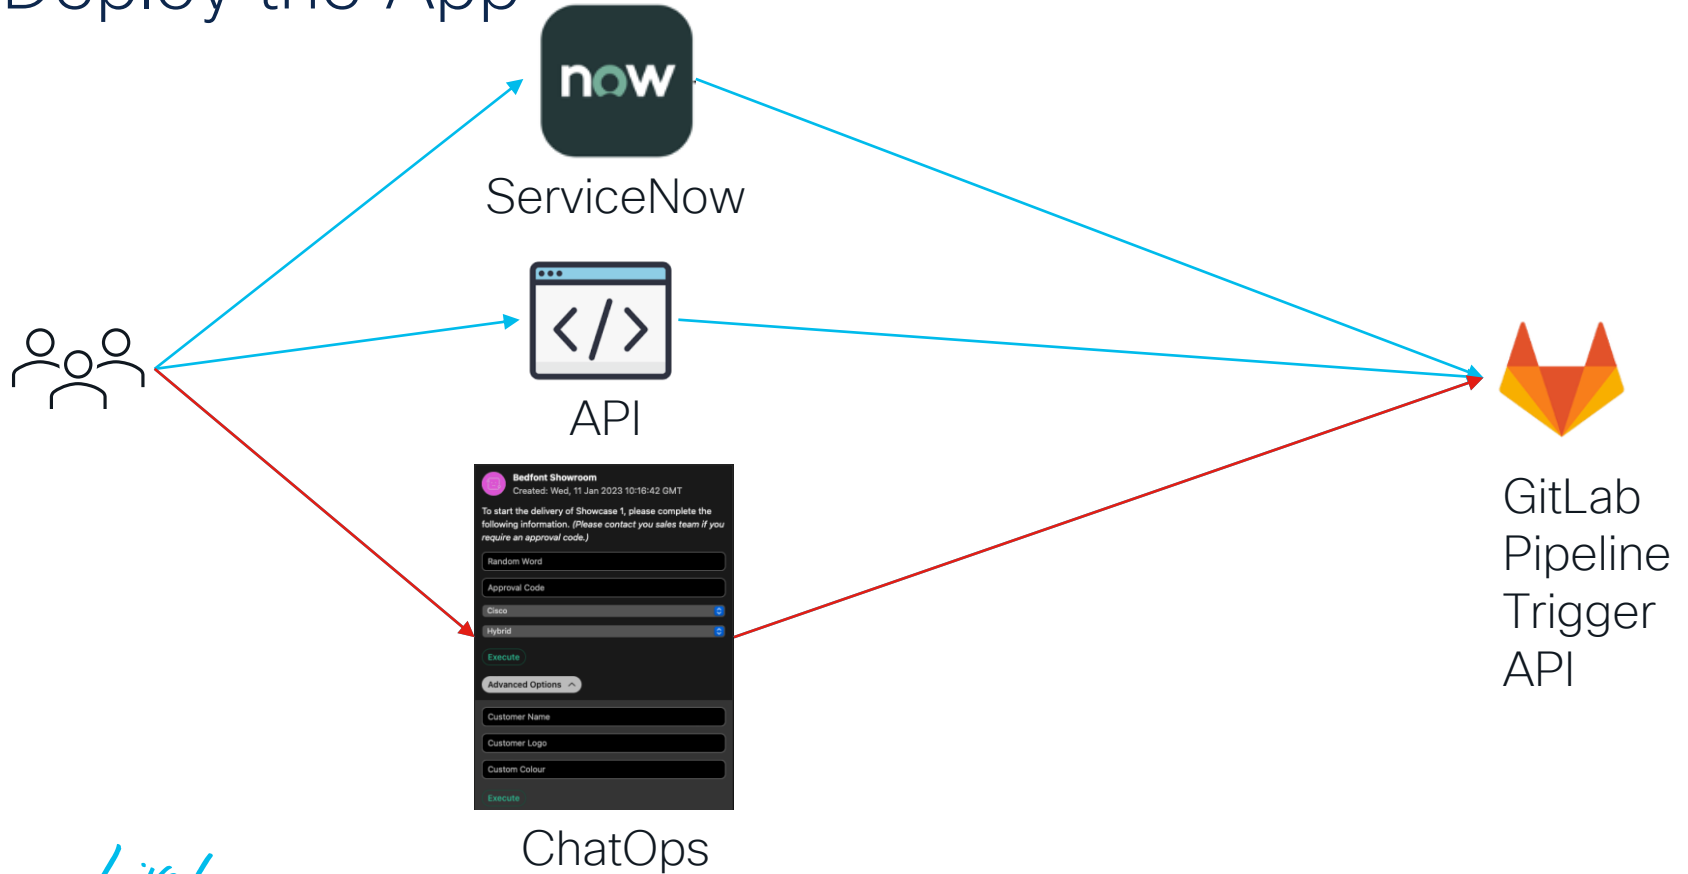 Deploy the App
now
ServiceNow
</>
API
Bedfont Showroom
Created: Wed, 11 Jan 2023 10:16:42 GMT
To start the delivery of Showcase 1, please complete the
following information. (Please contact you sales team if you
require an approval code.)
Random Word
Approval Code
Cisco
Hybrid
Execute
Advanced Options
Customer Name
Customer Logo
Custom Colour
Execute
ChatOps
GitLab
Pipeline
Trigger
API